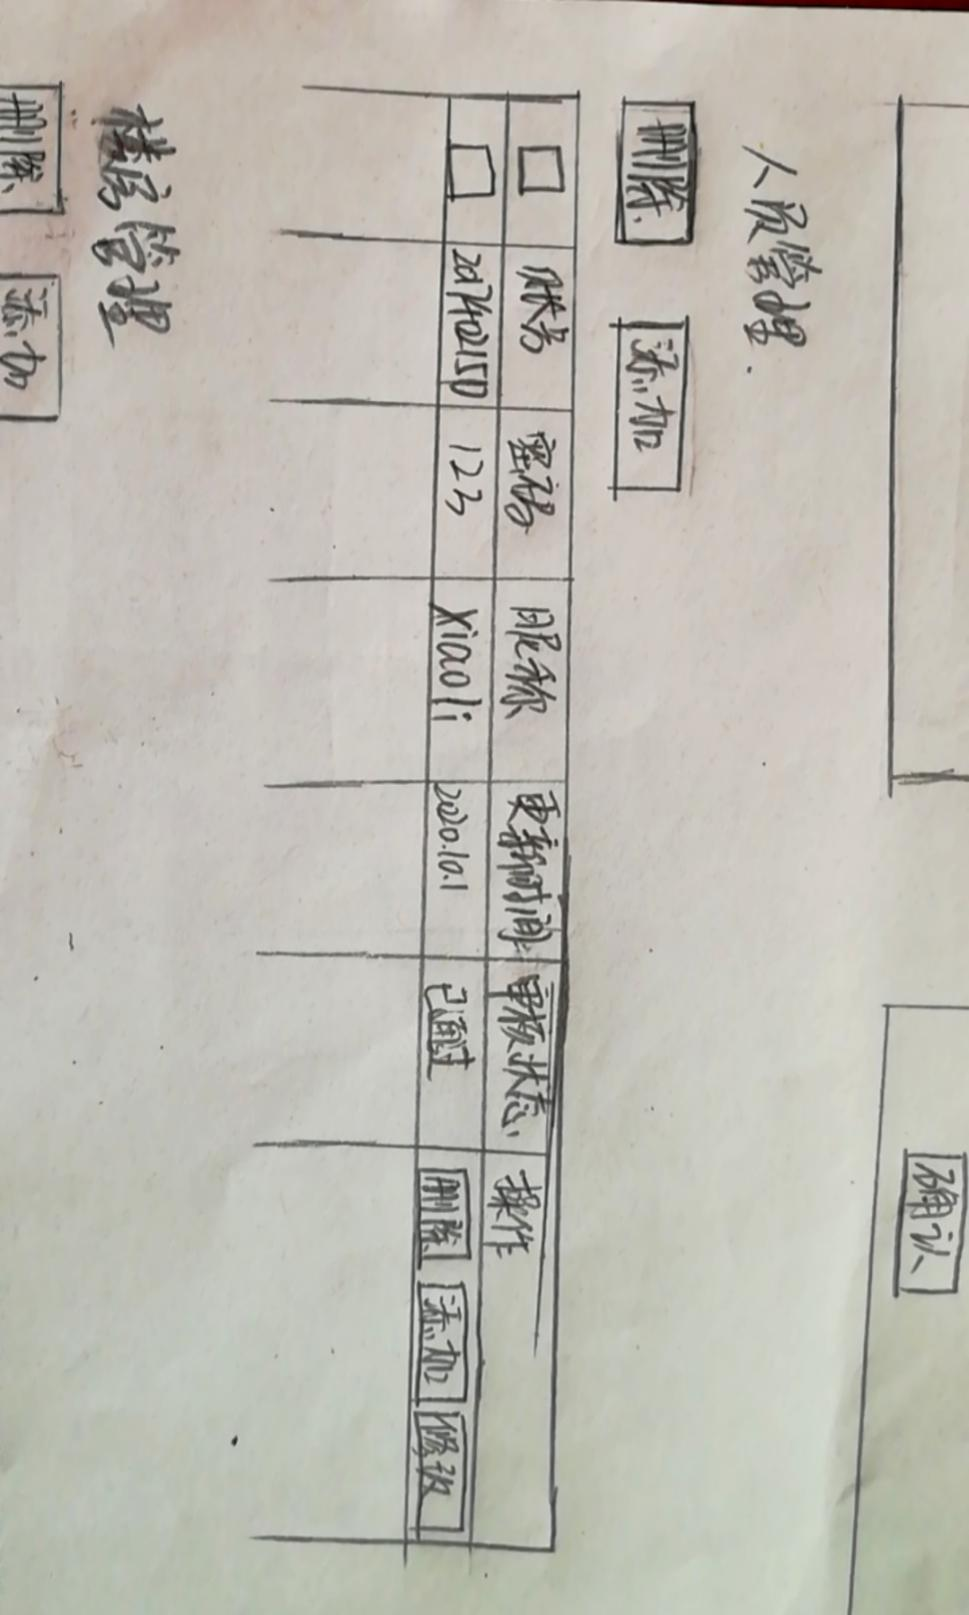 确认
人员管理.
删除 添加
账号 密码 昵称 更新时间 审核状态 操作
201740215D 123 Xiaoli 2020.10.1 已通过 删除 添加 修改
楼房管理
删除 添加